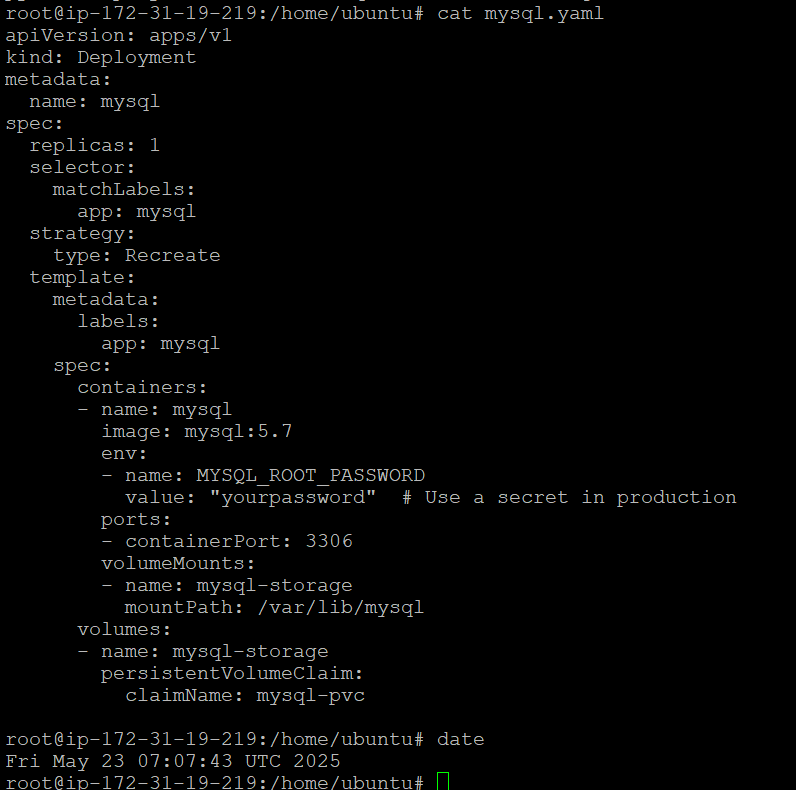 root@ip-172-31-19-219:/home/ubuntu# cat mysql.yaml
apiVersion: apps/v1
kind: Deployment
metadata:
  name: mysql
spec:
  replicas: 1
  selector:
    matchLabels:
      app: mysql
  strategy:
    type: Recreate
  template:
    metadata:
      labels:
        app: mysql
    spec:
      containers:
      - name: mysql
        image: mysql:5.7
        env:
        - name: MYSQL_ROOT_PASSWORD
          value: "yourpassword"  # Use a secret in production
        ports:
        - containerPort: 3306
        volumeMounts:
        - name: mysql-storage
          mountPath: /var/lib/mysql
      volumes:
      - name: mysql-storage
        persistentVolumeClaim:
          claimName: mysql-pvc

root@ip-172-31-19-219:/home/ubuntu# date
Fri May 23 07:07:43 UTC 2025
root@ip-172-31-19-219:/home/ubuntu#